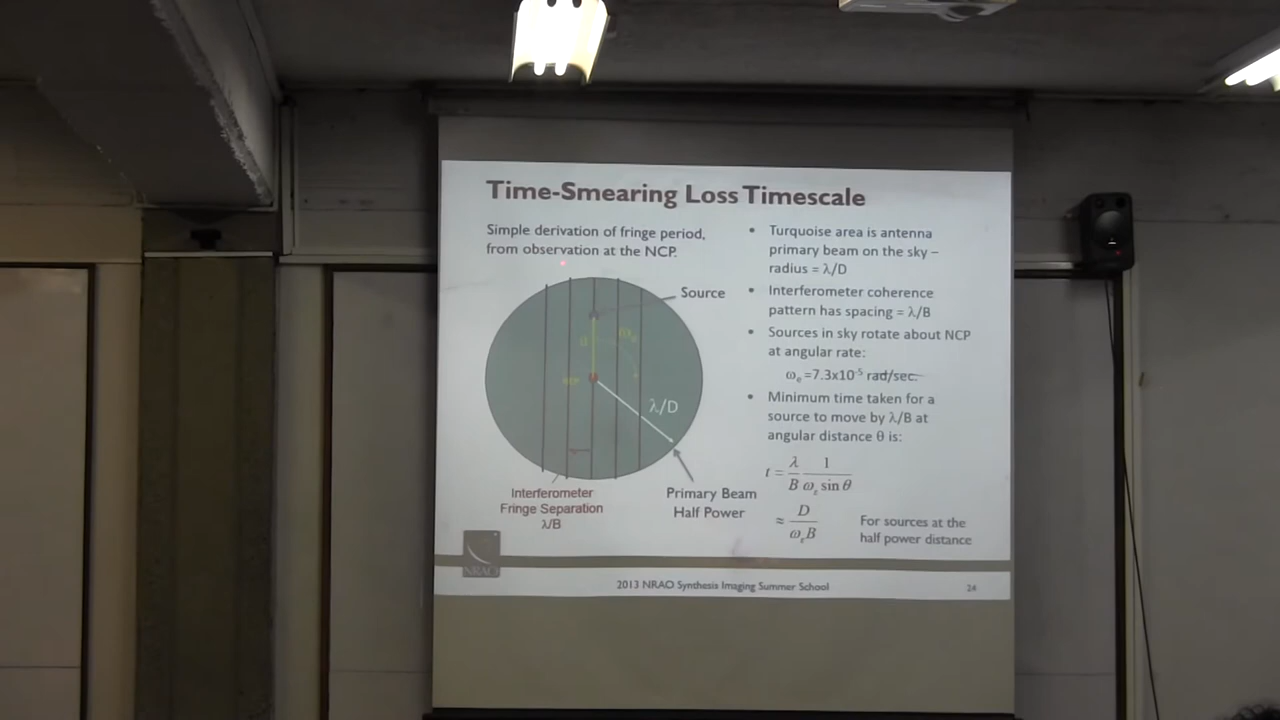 Time-Smearing Loss Timescale
Simple derivation of fringe period,
from observation at the NCP.
Source
θ
ωₑ
NCP
λ/D
Interferometer
Fringe Separation
λ/B
Primary Beam
Half Power
• Turquoise area is antenna
primary beam on the sky –
radius = λ/D
• Interferometer coherence
pattern has spacing = λ/B
• Sources in sky rotate about NCP
at angular rate:
ωₑ =7.3x10⁻⁵ rad/sec.
• Minimum time taken for a
source to move by λ/B at
angular distance θ is:
t = λ/B 1/(ωₑ sin θ)
≈ D/(ωₑB)
For sources at the
half power distance
NRAO
2013 NRAO Synthesis Imaging Summer School
24